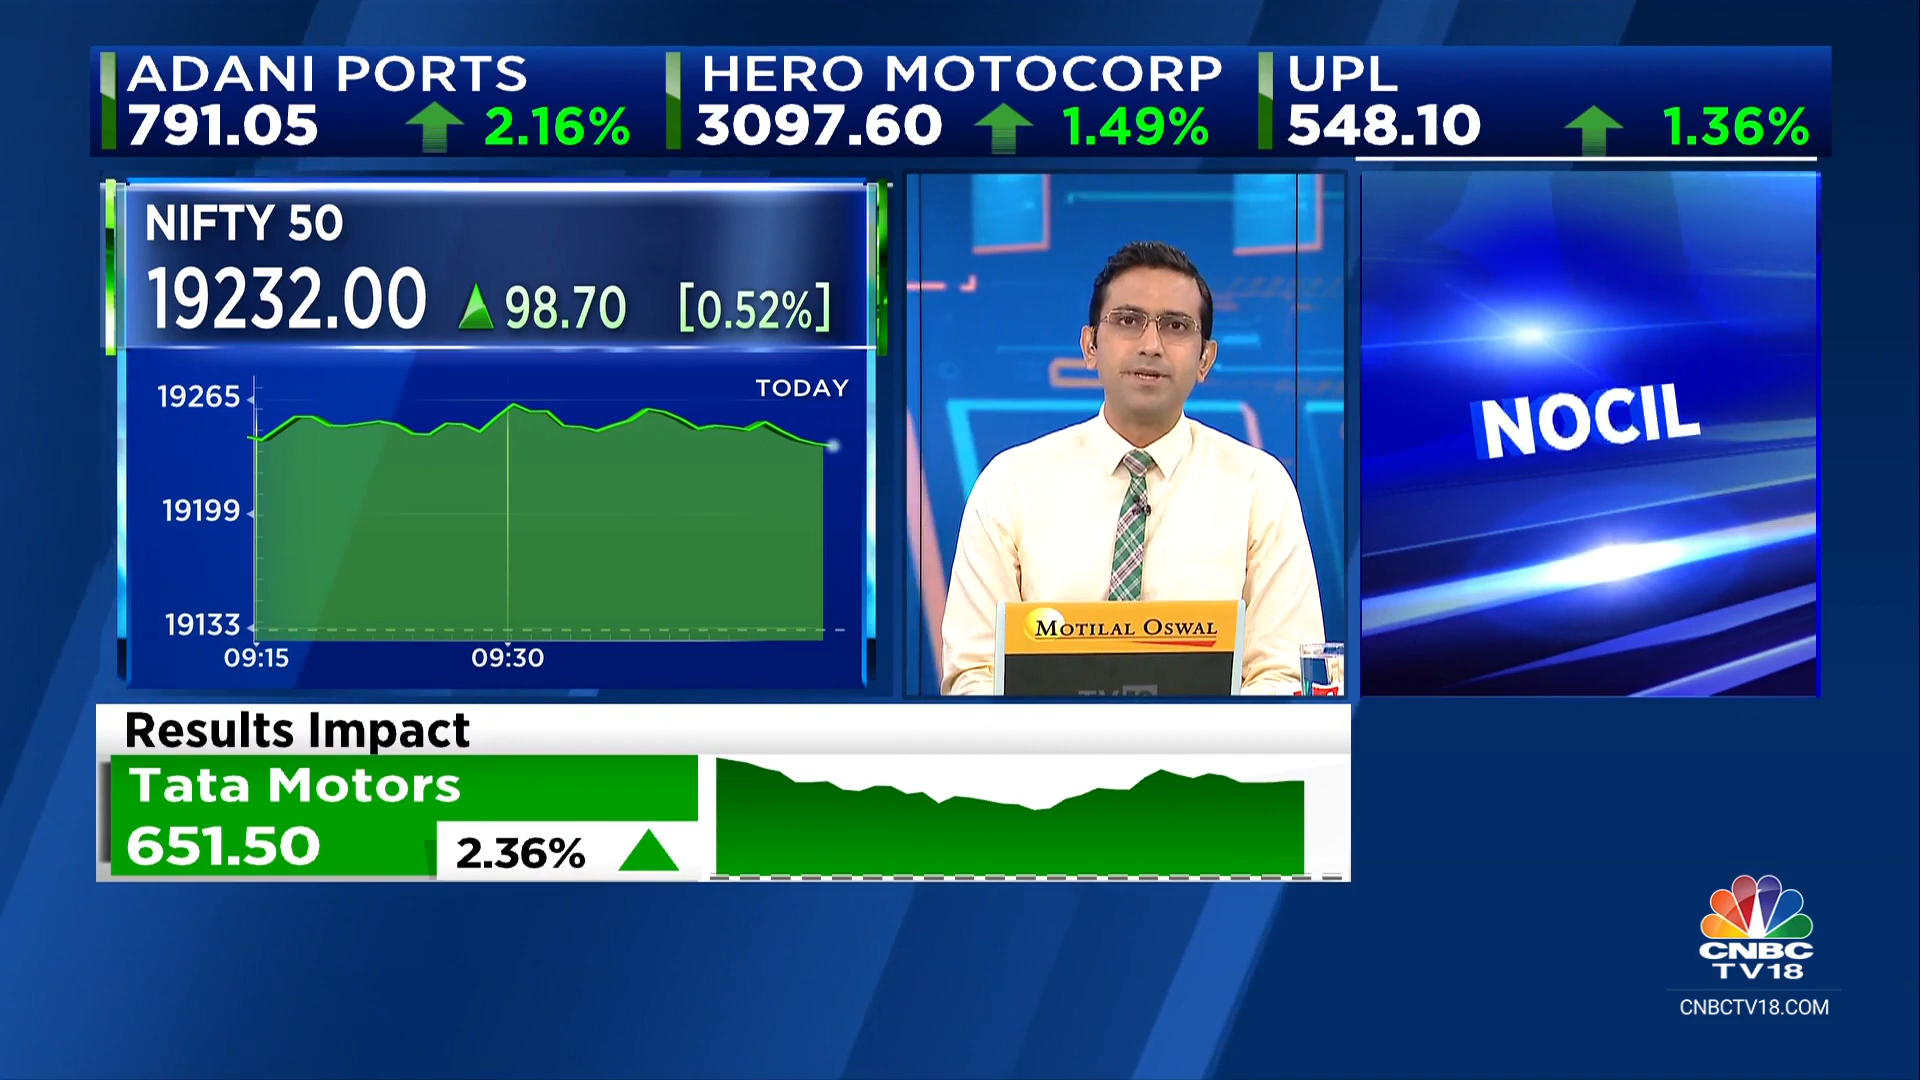 ADANI PORTS
791.05 2.16%
HERO MOTOCORP
3097.60 1.49%
UPL
548.10 1.36%
NIFTY 50
19232.00 98.70 [0.52%]
TODAY
19265
19199
19133
09:15 09:30
MOTILAL OSWAL
NOCIL
Results Impact
Tata Motors
651.50
2.36%
CNBC
TV18
CNBCTV18.COM